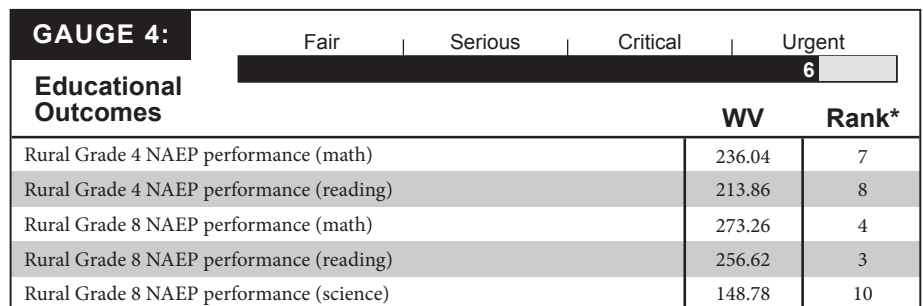 GAUGE 4:
Fair | Serious | Critical | Urgent
6
Educational
Outcomes
WV Rank*
Rural Grade 4 NAEP performance (math) 236.04 7
Rural Grade 4 NAEP performance (reading) 213.86 8
Rural Grade 8 NAEP performance (math) 273.26 4
Rural Grade 8 NAEP performance (reading) 256.62 3
Rural Grade 8 NAEP performance (science) 148.78 10